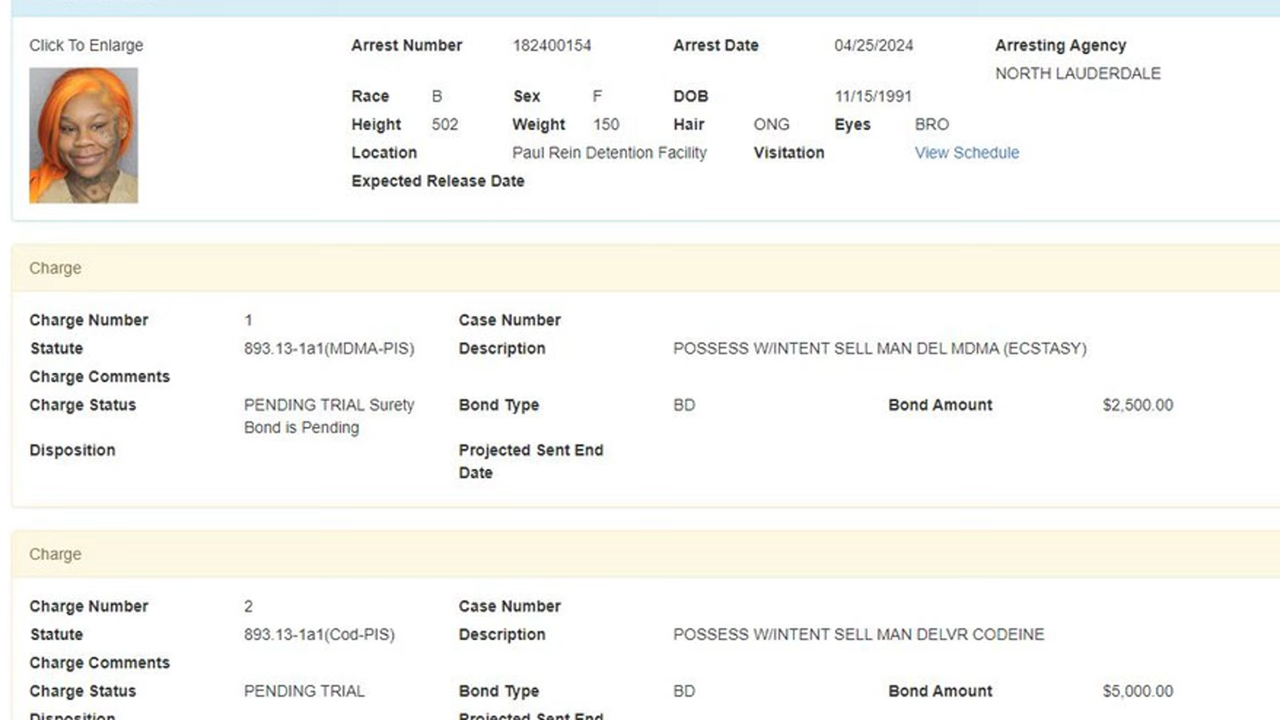 Click To Enlarge Arrest Number 182400154 Arrest Date 04/25/2024 Arresting Agency
NORTH LAUDERDALE
Race B Sex F DOB 11/15/1991
Height 502 Weight 150 Hair ONG Eyes BRO
Location Paul Rein Detention Facility Visitation View Schedule
Expected Release Date
Charge
Charge Number 1 Case Number
Statute 893.13-1a1(MDMA-PIS) Description POSSESS W/INTENT SELL MAN DEL MDMA (ECSTASY)
Charge Comments
Charge Status PENDING TRIAL Surety Bond Type BD Bond Amount $2,500.00
Bond is Pending
Disposition Projected Sent End
Date
Charge
Charge Number 2 Case Number
Statute 893.13-1a1(Cod-PIS) Description POSSESS W/INTENT SELL MAN DELVR CODEINE
Charge Comments
Charge Status PENDING TRIAL Bond Type BD Bond Amount $5,000.00
Disposition Projected Sent End